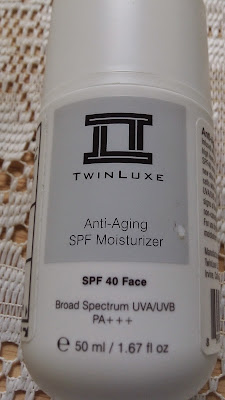 TWINLUXE
Anti-Aging
SPF Moisturizer
SPF 40 Face
Broad Spectrum UVA/UVB
PA+++
e 50 ml / 1.67 fl oz